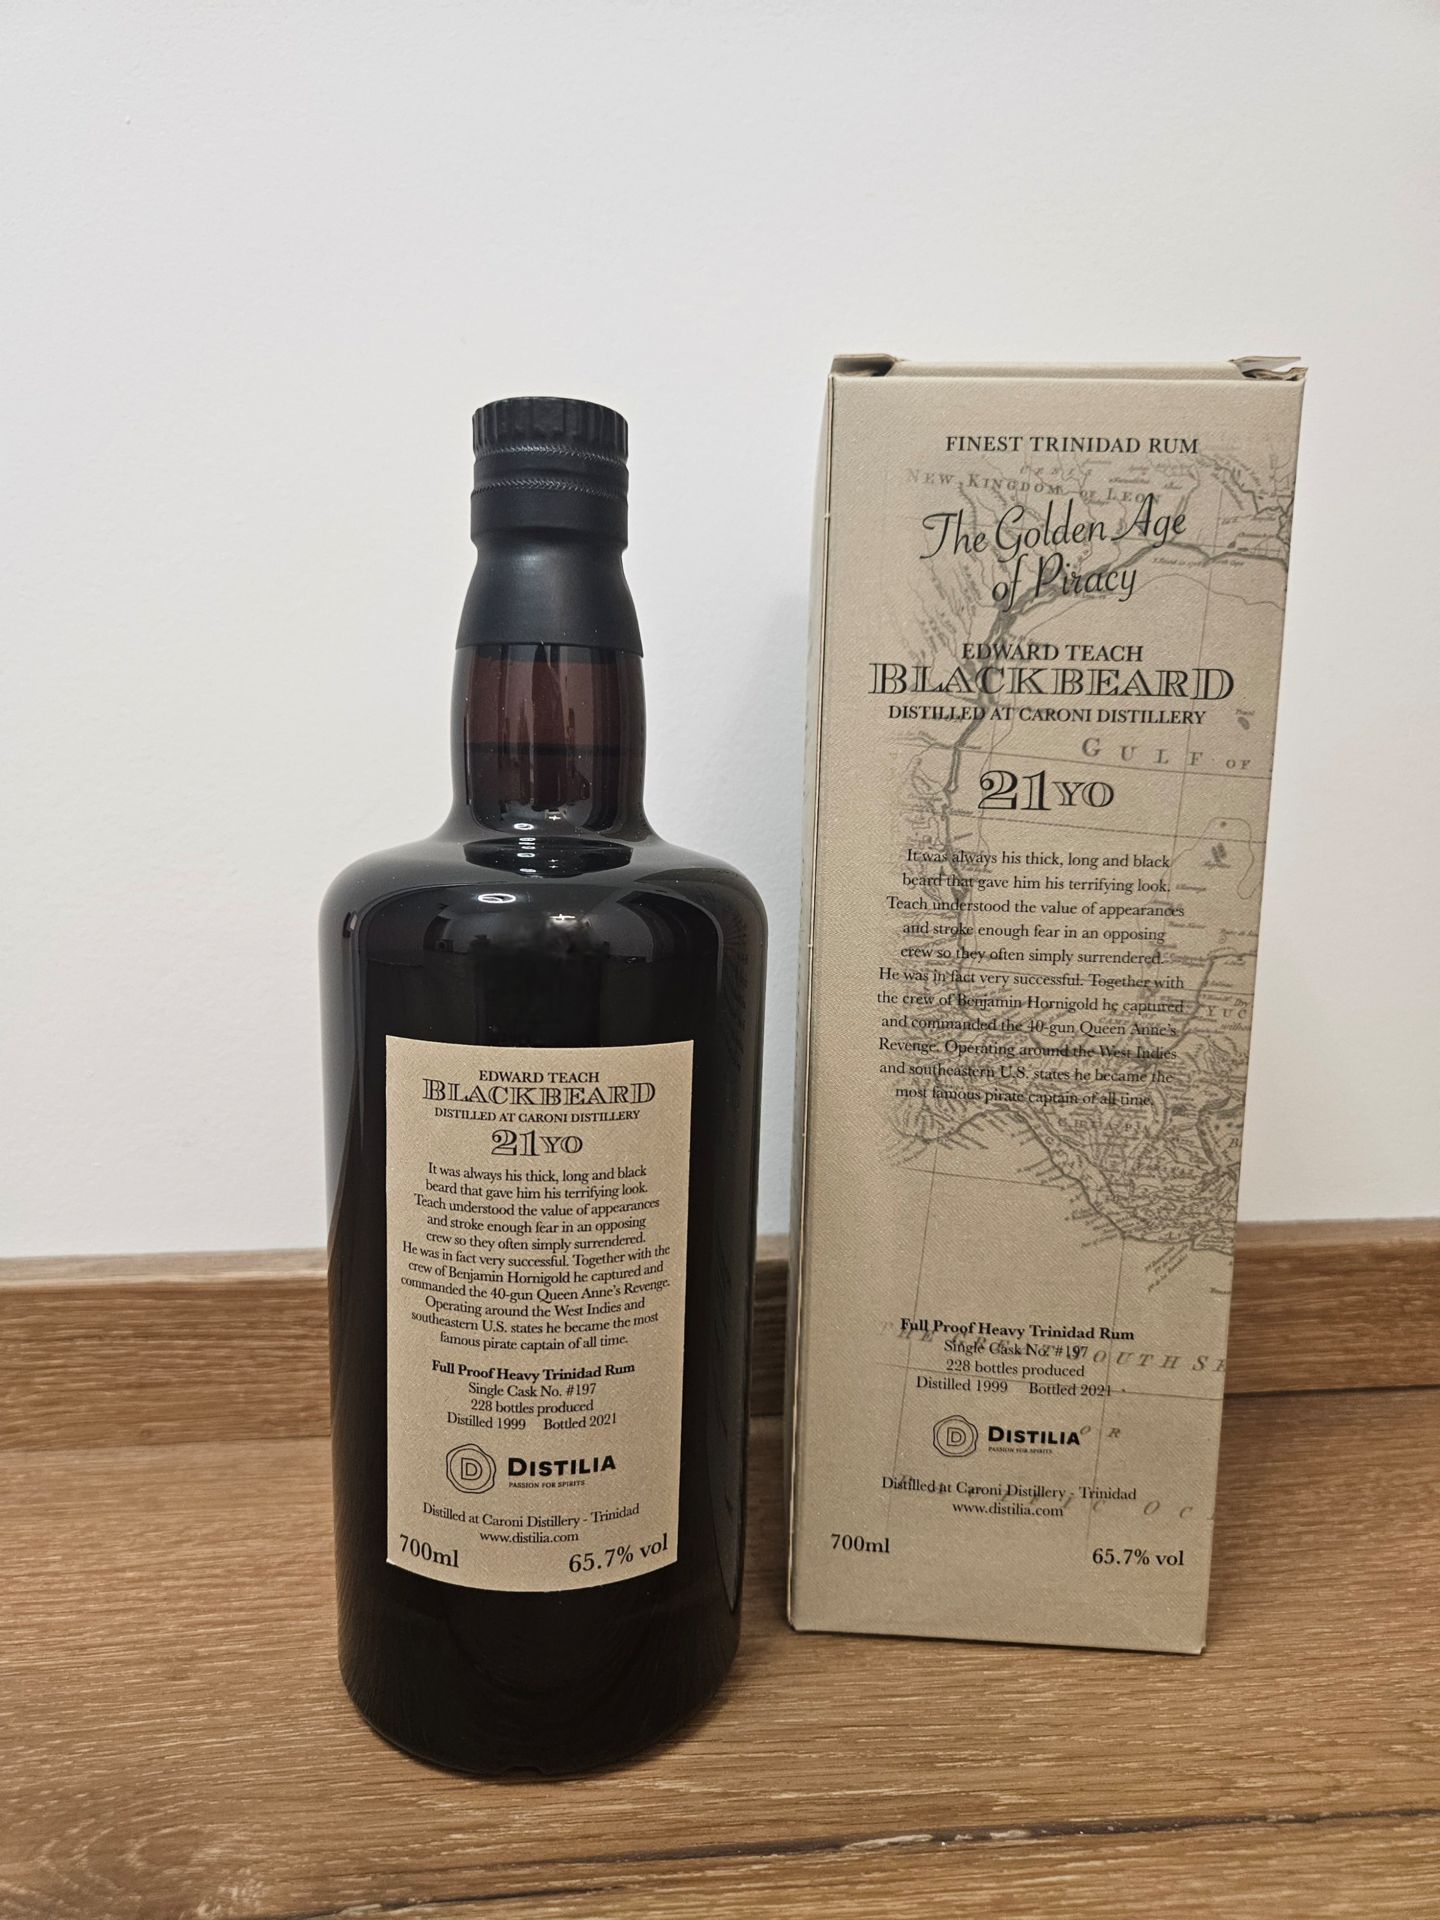 EDWARD TEACH
BLACKBEARD
DISTILLED AT CARONI DISTILLERY
21YO
It was always his thick, long and black
beard that gave him his terrifying look.
Teach understood the value of appearances
and stroke enough fear in an opposing
crew so they often simply surrendered.
He was in fact very successful. Together with the
crew of Benjamin Hornigold he captured and
commanded the 40-gun Queen Anne's Revenge.
Operating around the West Indies and
southeastern U.S. states he became the most
famous pirate captain of all time.
Full Proof Heavy Trinidad Rum
Single Cask No. #197
228 bottles produced
Distilled 1999 Bottled 2021
D DISTILIA
PASSION FOR SPIRITS
Distilled at Caroni Distillery - Trinidad
www.distilia.com
700ml 65.7% vol
FINEST TRINIDAD RUM
NEW KINGDOM OF LEON
The Golden Age
of Piracy
EDWARD TEACH
BLACKBEARD
DISTILLED AT CARONI DISTILLERY
GULF OF
21YO
It was always his thick, long and black
beard that gave him his terrifying look.
Teach understood the value of appearances
and stroke enough fear in an opposing
crew so they often simply surrendered.
He was in fact very successful. Together with
the crew of Benjamin Hornigold he captured
and commanded the 40-gun Queen Anne's
Revenge. Operating around the West Indies
and southeastern U.S. states he became the
most famous pirate captain of all time.
YUC
CHIAPA
Full Proof Heavy Trinidad Rum
THE GREAT SOUTH SE
Single Cask No. #197
228 bottles produced
Distilled 1999 Bottled 2021
OR
D DISTILIA
PASSION FOR SPIRITS
Distilled at Caroni Distillery - Trinidad
www.distilia.com
700ml 65.7% vol